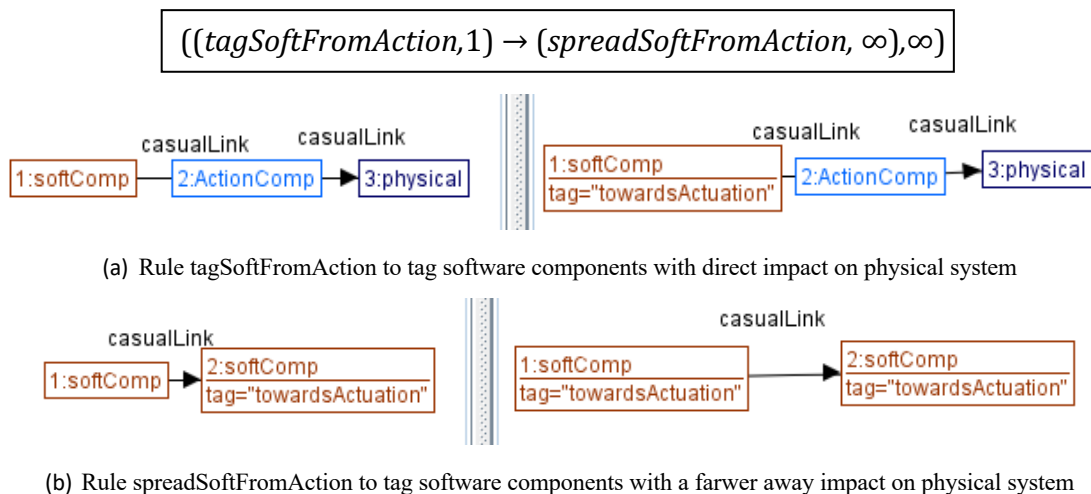 ((tagSoftFromAction,1) → (spreadSoftFromAction, ∞),∞)
casualLink casualLink
1:softComp 2:ActionComp 3:physical
casualLink casualLink
1:softComp
tag="towardsActuation"
2:ActionComp 3:physical
(a) Rule tagSoftFromAction to tag software components with direct impact on physical system
casualLink
1:softComp
2:softComp
tag="towardsActuation"
casualLink
1:softComp
tag="towardsActuation"
2:softComp
tag="towardsActuation"
(b) Rule spreadSoftFromAction to tag software components with a farwer away impact on physical system